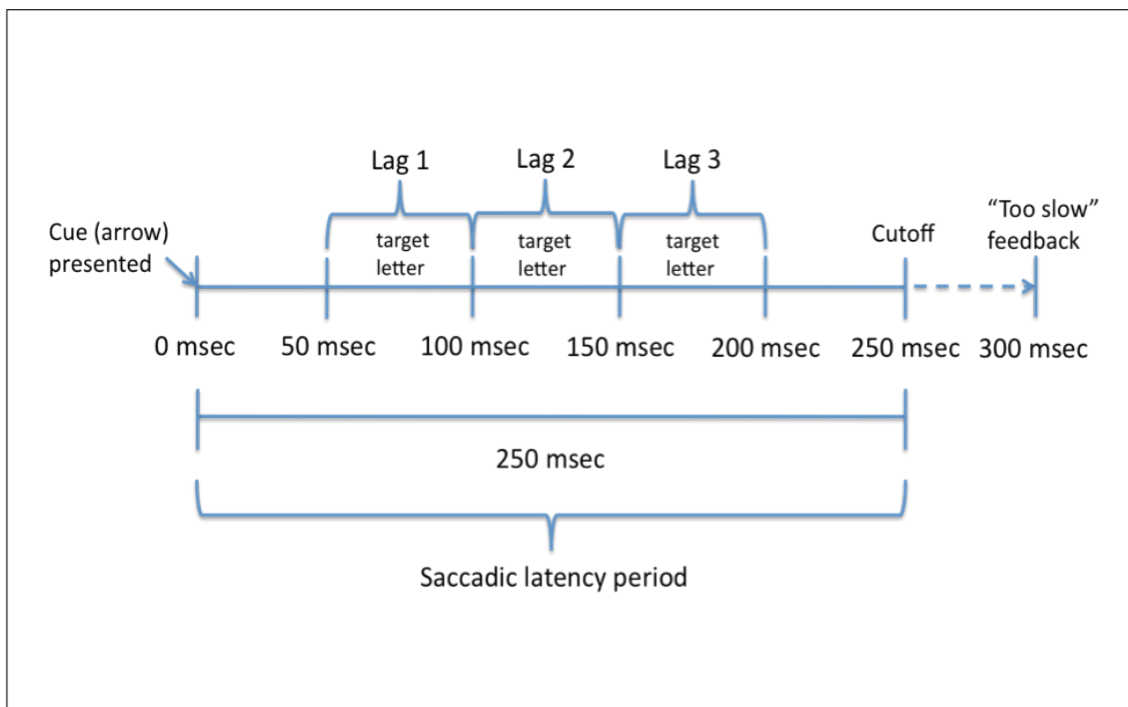 Lag 1
Lag 2
Lag 3
Cue (arrow)
presented
target
letter
target
letter
target
letter
Cutoff
“Too slow”
feedback
0 msec
50 msec
100 msec
150 msec
200 msec
250 msec
300 msec
250 msec
Saccadic latency period